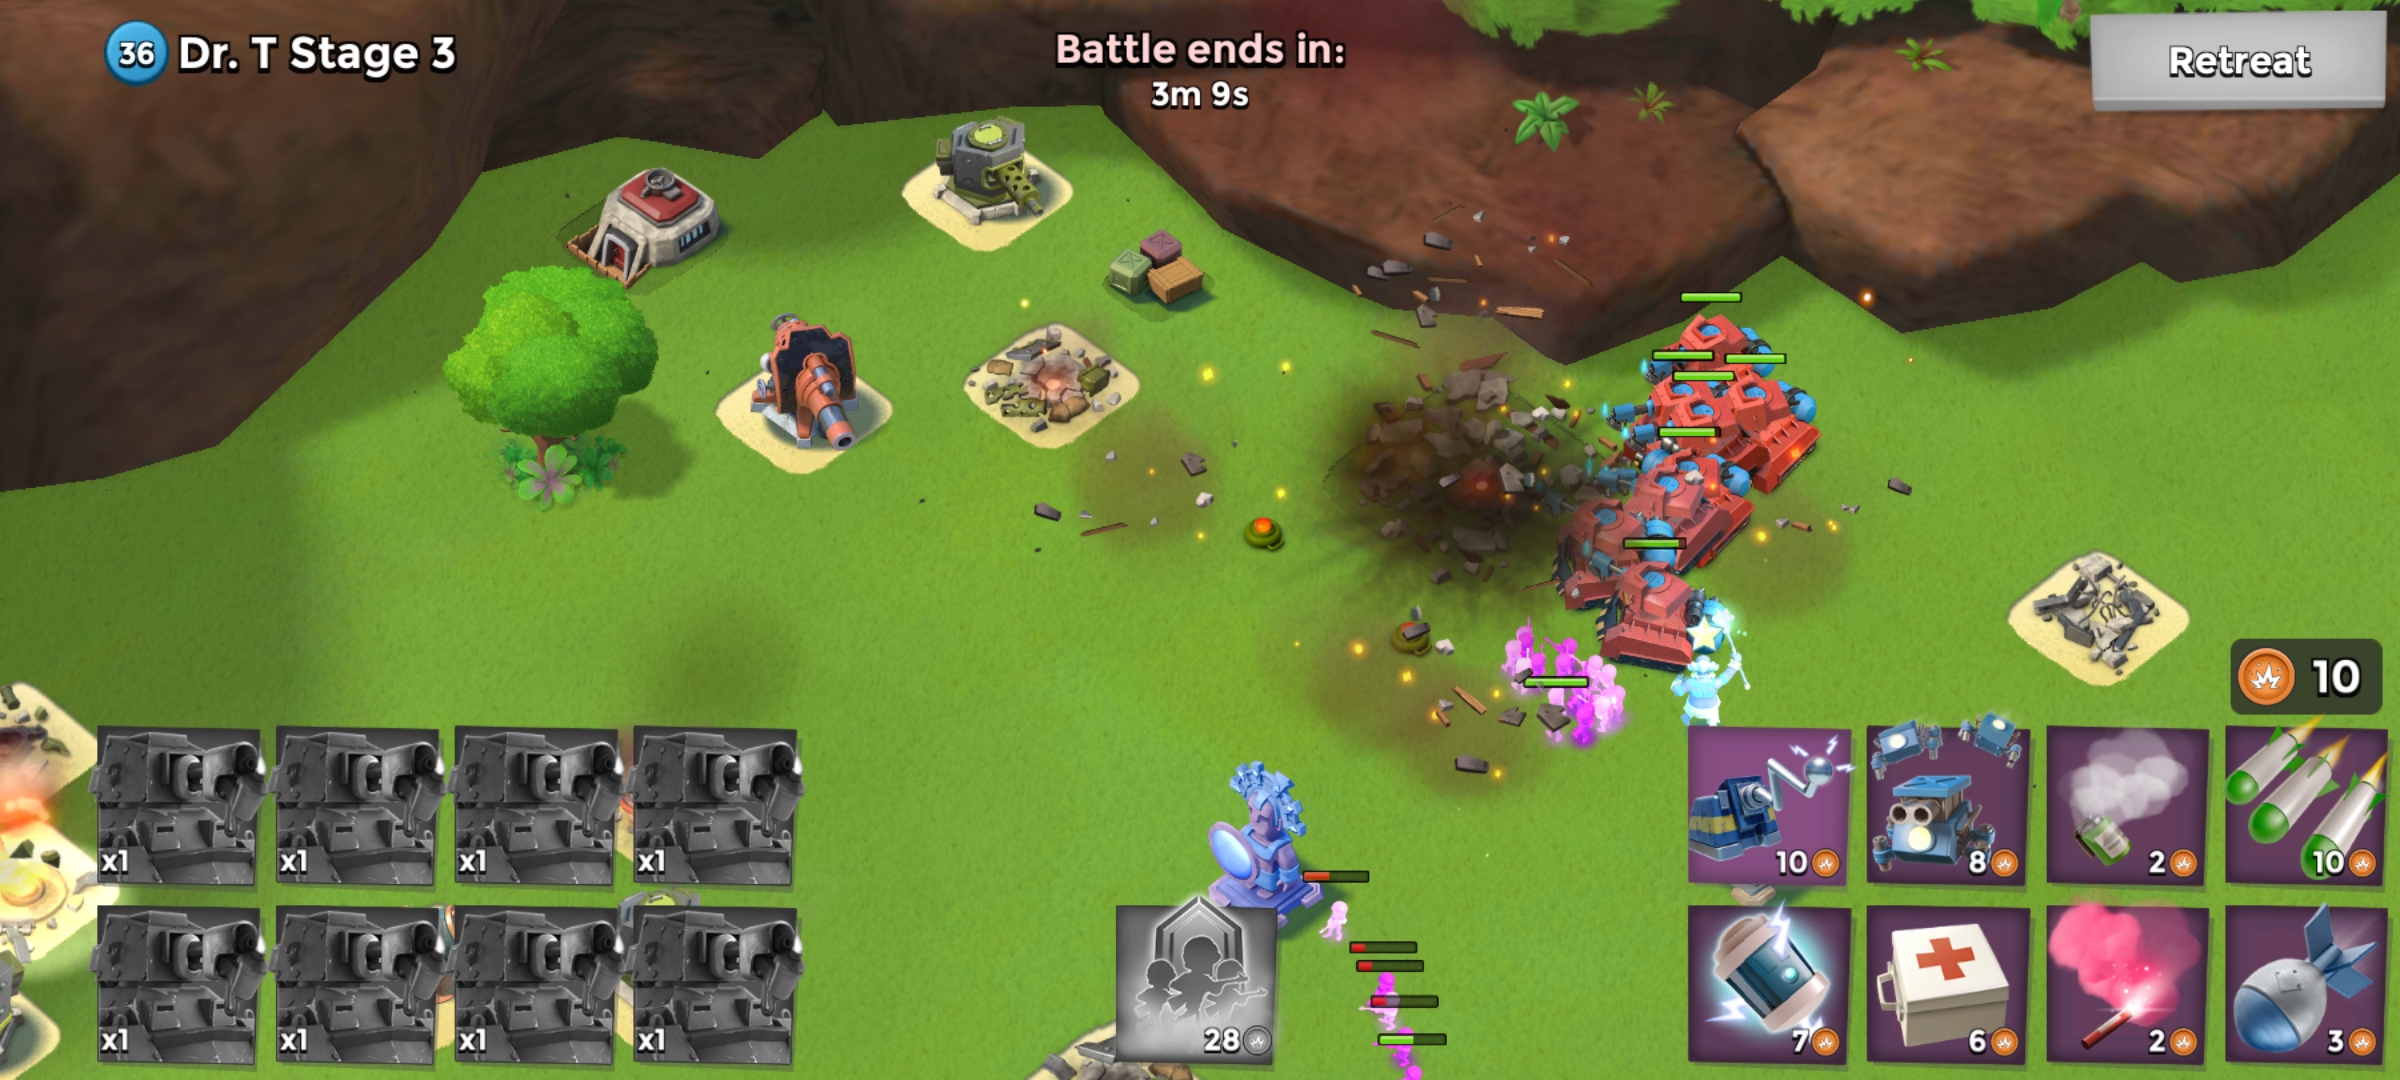 36 Dr. T Stage 3
Battle ends in:
3m 9s
Retreat
10
x1 x1 x1 x1
10 8 2 10
x1 x1 x1 x1
28
7 6 2 3